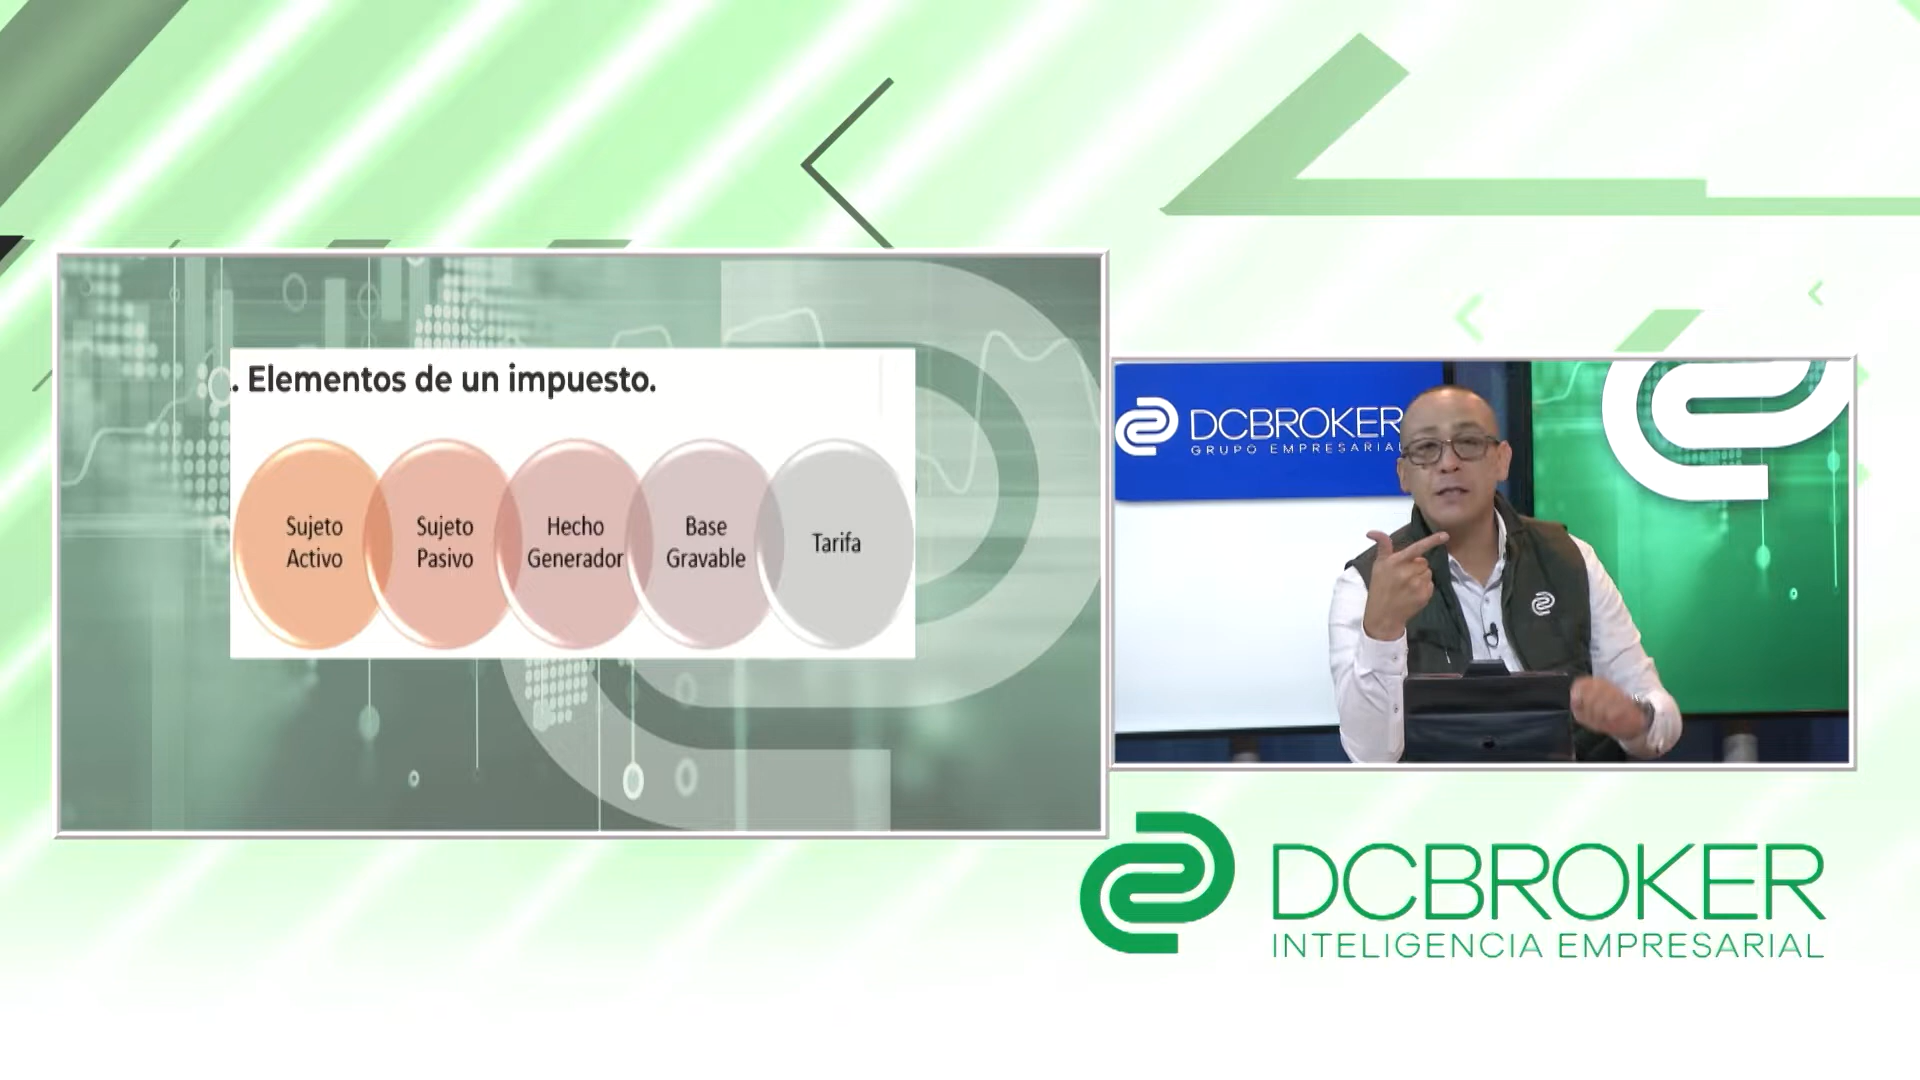 . Elementos de un impuesto.
Sujeto
Activo
Sujeto
Pasivo
Hecho
Generador
Base
Gravable
Tarifa
DCBROKER
GRUPO EMPRESARIAL
DCBROKER
INTELIGENCIA EMPRESARIAL